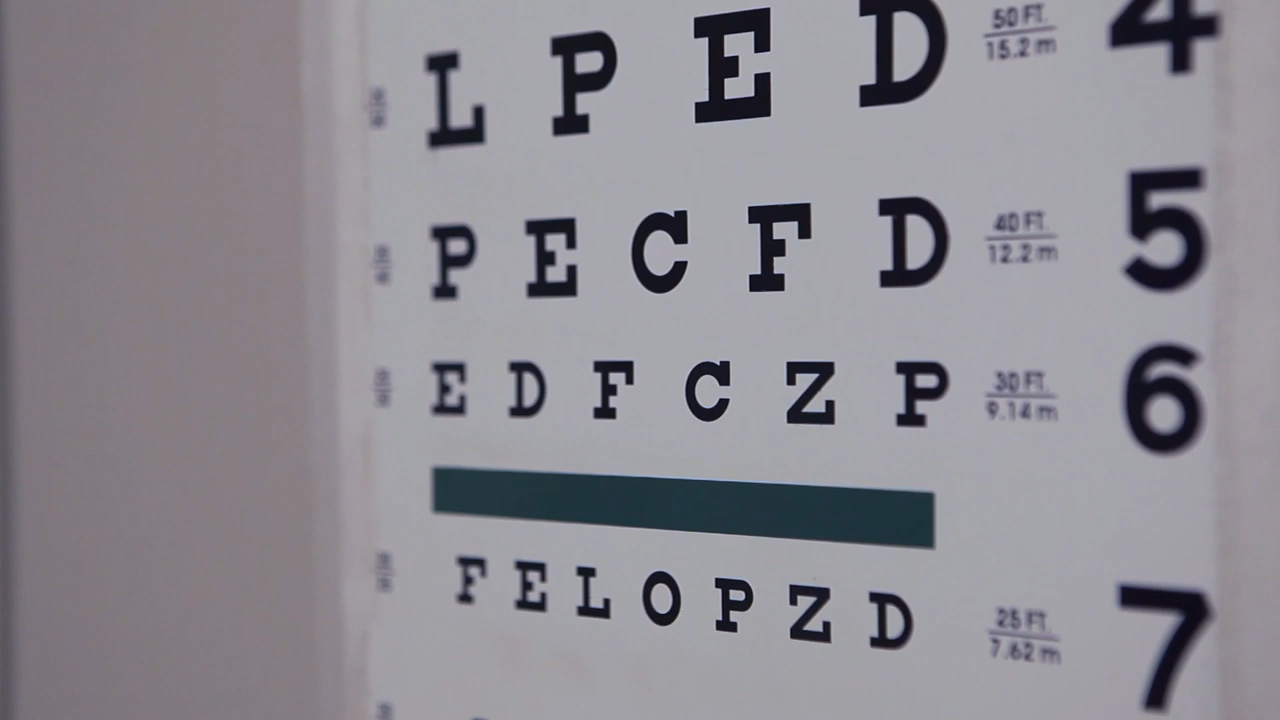 L P E D 50 FT. 15.2 m 4
P E C F D 40 FT. 12.2 m 5
E D F C Z P 30 FT. 9.14 m 6
F E L O P Z D 25 FT. 7.62 m 7